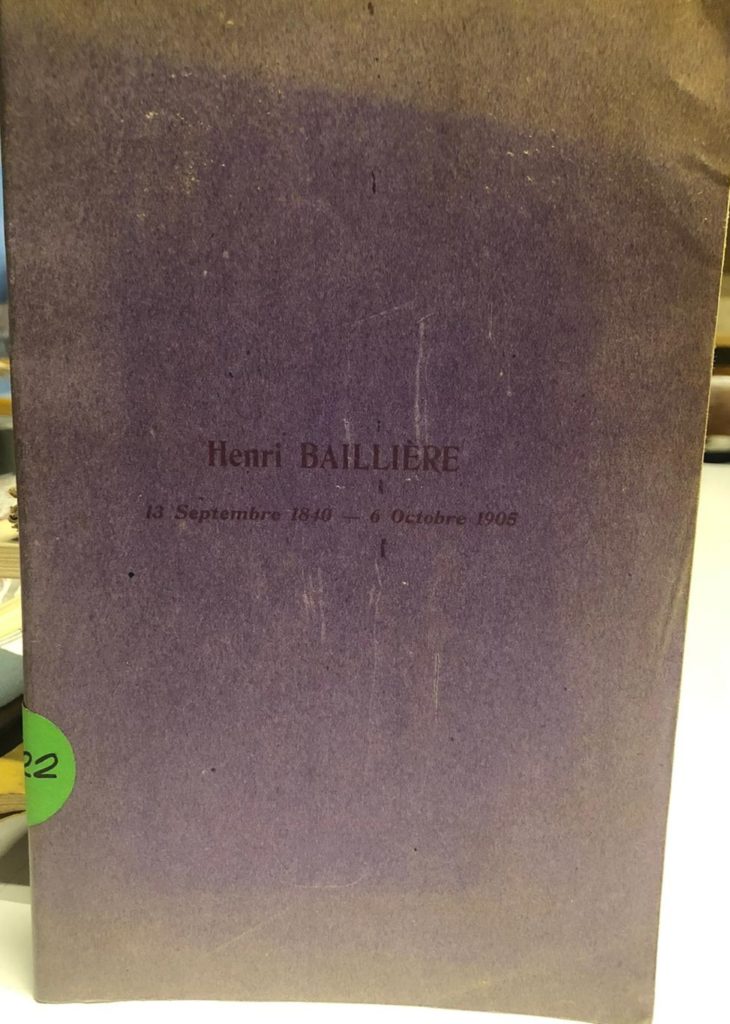 Henri BAILLIÈRE
13 Septembre 1840 — 6 Octobre 1905
22